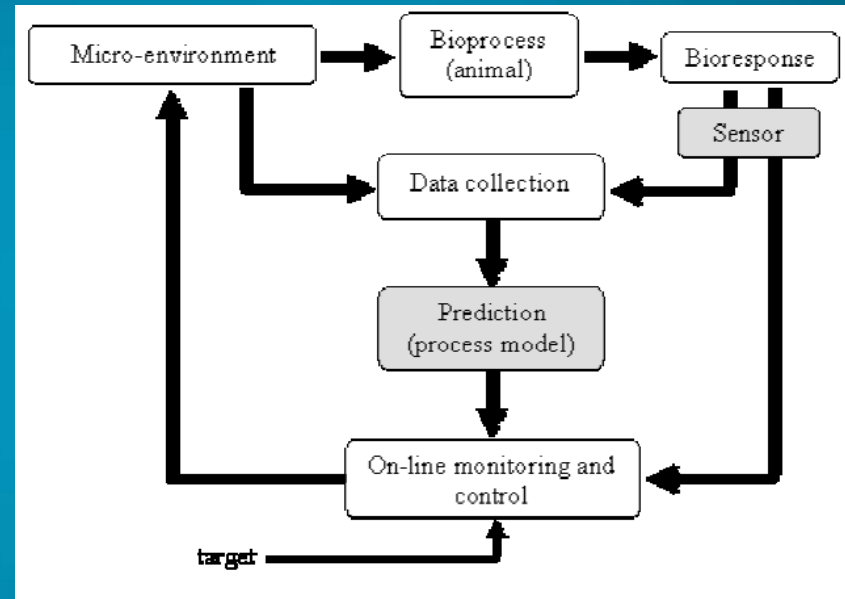 Micro-environment
Bioprocess
(animal)
Bioresponse
Sensor
Data collection
Prediction
(process model)
On-line monitoring and
control
target